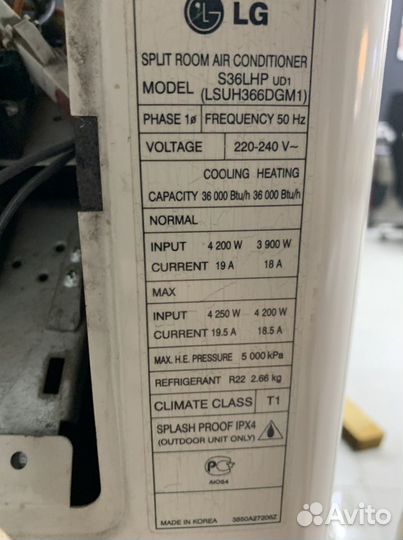 LG LG
SPLIT ROOM AIR CONDITIONER
MODEL S36LHP UD1
(LSUH366DGM1)
PHASE 1ø FREQUENCY 50 Hz
VOLTAGE 220-240 V~
COOLING HEATING
CAPACITY 36 000 Btu/h 36 000 Btu/h
NORMAL
INPUT 4 200 W 3 900 W
CURRENT 19 A 18 A
MAX
INPUT 4 250 W 4 200 W
CURRENT 19.5 A 18.5 A
MAX. H.E. PRESSURE 5 000 kPa
REFRIGERANT R22 2.66 kg
CLIMATE CLASS T1
SPLASH PROOF IPX4
(OUTDOOR UNIT ONLY)
АЮ64
MADE IN KOREA 3850A27206Z
Avito